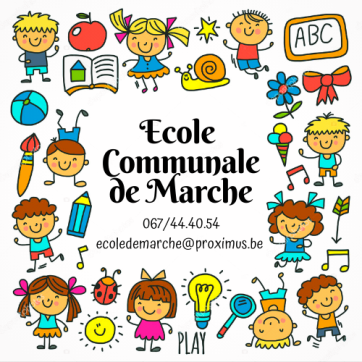 ABC
Ecole
Communale
de Marche
067/44.40.54
ecoledemarche@proximus.be
PLAY